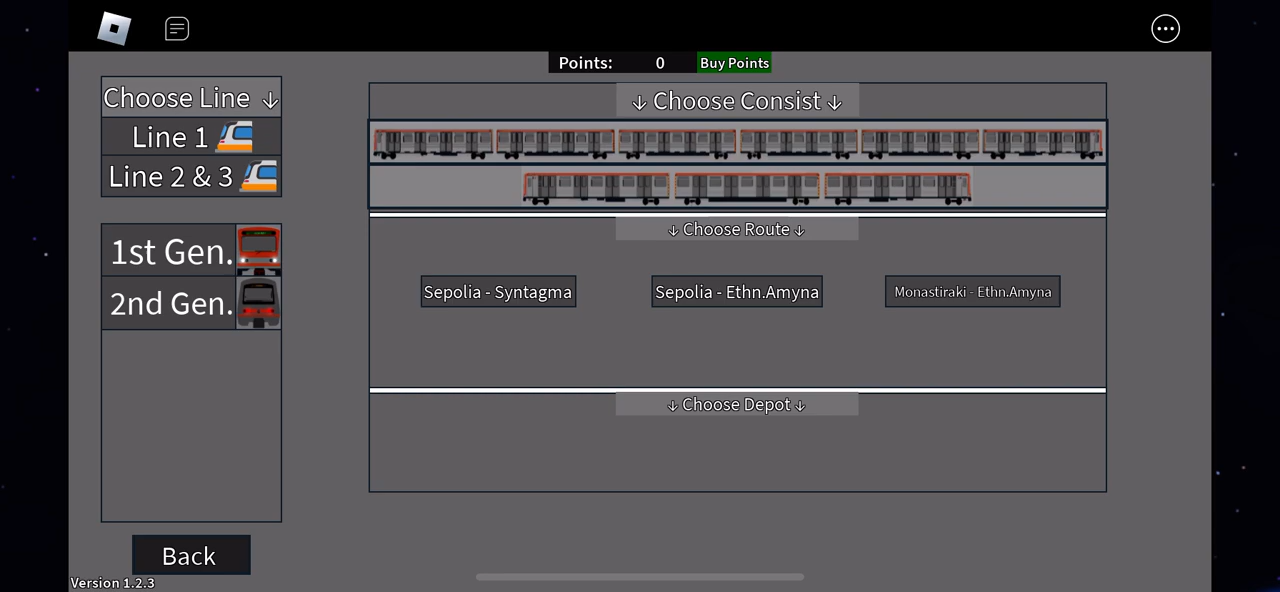 Points: 0 Buy Points
Choose Line ↓
Line 1
Line 2 & 3
1st Gen.
2nd Gen.
Back
Version 1.2.3
↓ Choose Consist ↓
↓ Choose Route ↓
Sepolia - Syntagma
Sepolia - Ethn.Amyna
Monastiraki - Ethn.Amyna
↓ Choose Depot ↓